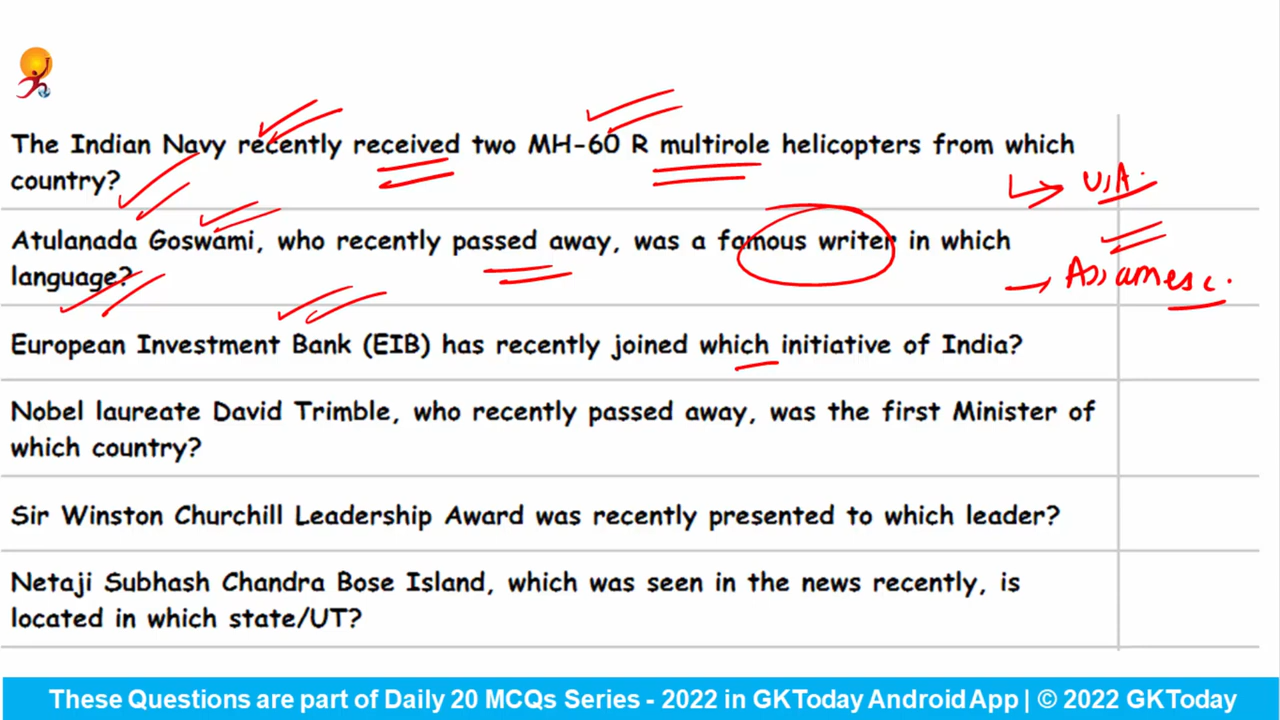 The Indian Navy recently received two MH-60 R multirole helicopters from which
country?
USA.
Atulanada Goswami, who recently passed away, was a famous writer in which
language?
Assamese.
European Investment Bank (EIB) has recently joined which initiative of India?
Nobel laureate David Trimble, who recently passed away, was the first Minister of
which country?
Sir Winston Churchill Leadership Award was recently presented to which leader?
Netaji Subhash Chandra Bose Island, which was seen in the news recently, is
located in which state/UT?
These Questions are part of Daily 20 MCQs Series - 2022 in GKToday Android App | © 2022 GKToday